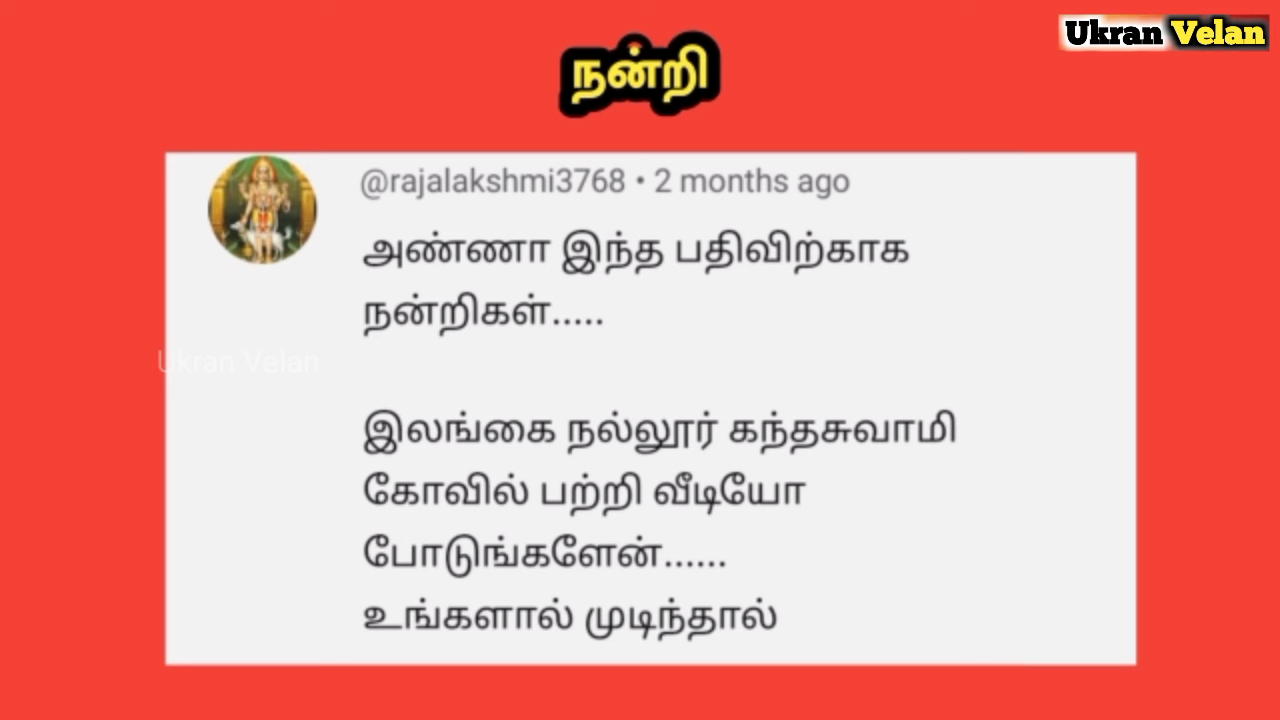 Ukran Velan
நன்றி
@rajalakshmi3768 • 2 months ago
அண்ணா இந்த பதிவிற்காக
நன்றிகள்.....
Ukran Velan
இலங்கை நல்லூர் கந்தசுவாமி
கோவில் பற்றி வீடியோ
போடுங்களேன்......
உங்களால் முடிந்தால்